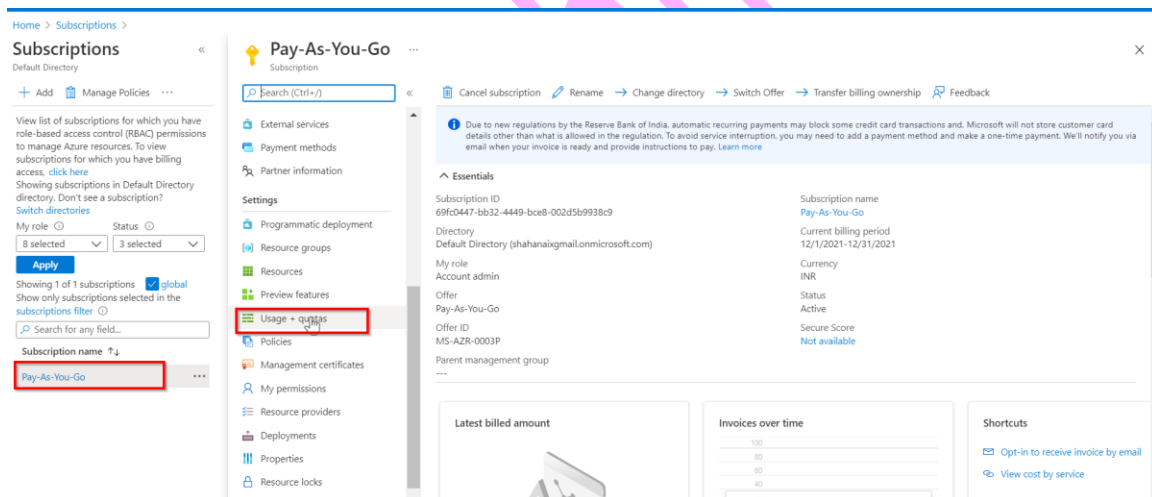 Home > Subscriptions >
Subscriptions
Default Directory
Add Manage Policies ...
View list of subscriptions for which you have
role-based access control (RBAC) permissions
to manage Azure resources. To view
subscriptions for which you have billing
access, click here
Showing subscriptions in Default Directory
directory. Don't see a subscription?
Switch directories
My role Status
8 selected 3 selected
Apply
Showing 1 of 1 subscriptions global
Show only subscriptions selected in the
subscriptions filter
Search for any field...
Subscription name ↑↓
Pay-As-You-Go ...
Pay-As-You-Go ...
Subscription
Search (Ctrl+/)
External services
Payment methods
Partner information
Settings
Programmatic deployment
Resource groups
Resources
Preview features
Usage + quotas
Policies
Management certificates
My permissions
Resource providers
Deployments
Properties
Resource locks
Cancel subscription Rename Change directory Switch Offer Transfer billing ownership Feedback
Due to new regulations by the Reserve Bank of India, automatic recurring payments may block some credit card transactions and, Microsoft will not store customer card
details other than what is allowed in the regulation. To avoid service interruption, you may need to add a payment method and make a one-time payment. We'll notify you via
email when your invoice is ready and provide instructions to pay. Learn more
Essentials
Subscription ID
69fc0447-bb32-4449-bce8-002d5b9938c9
Directory
Default Directory (shahanaixgmail.onmicrosoft.com)
My role
Account admin
Offer
Pay-As-You-Go
Offer ID
MS-AZR-0003P
Parent management group
---
Subscription name
Pay-As-You-Go
Current billing period
12/1/2021-12/31/2021
Currency
INR
Status
Active
Secure Score
Not available
Latest billed amount
Invoices over time
100
80
60
40
Shortcuts
Opt-in to receive invoice by email
View cost by service